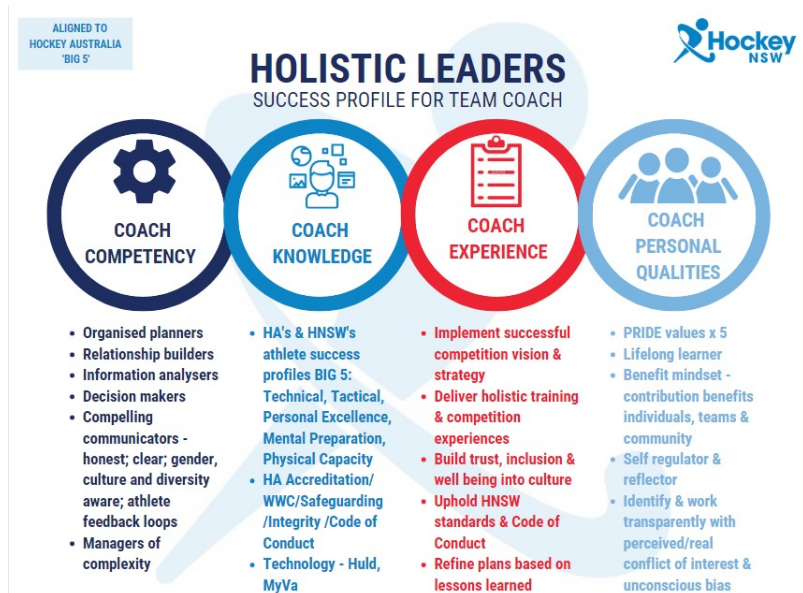 ALIGNED TO
HOCKEY AUSTRALIA
'BIG 5'
Hockey
NSW
HOLISTIC LEADERS
SUCCESS PROFILE FOR TEAM COACH
COACH
COMPETENCY
• Organised planners
• Relationship builders
• Information analysers
• Decision makers
• Compelling
communicators -
honest; clear; gender,
culture and diversity
aware; athlete
feedback loops
• Managers of
complexity
COACH
KNOWLEDGE
• HA's & HNSW's
athlete success
profiles BIG 5:
Technical, Tactical,
Personal Excellence,
Mental Preparation,
Physical Capacity
• HA Accreditation/
WWC/Safeguarding
/Integrity /Code of
Conduct
• Technology - Huld,
MyVa
COACH
EXPERIENCE
• Implement successful
competition vision &
strategy
• Deliver holistic training
& competition
experiences
• Build trust, inclusion &
well being into culture
• Uphold HNSW
standards & Code of
Conduct
• Refine plans based on
lessons learned
COACH
PERSONAL
QUALITIES
• PRIDE values x 5
• Lifelong learner
• Benefit mindset -
contribution benefits
individuals, teams &
community
• Self regulator &
reflector
• Identify & work
transparently with
perceived/real
conflict of interest &
unconscious bias